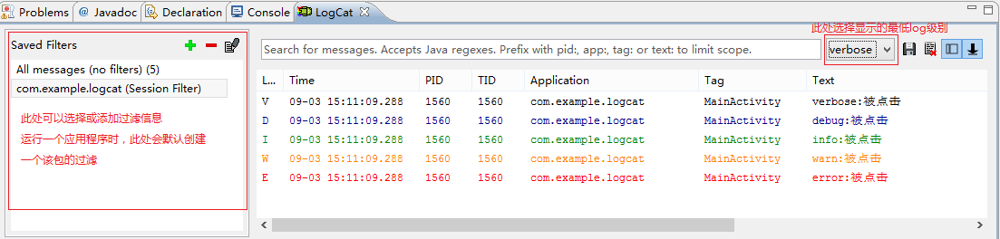 Problems @ Javadoc Declaration Console LogCat
此处选择显示的最低log级别
Saved Filters
Search for messages. Accepts Java regexes. Prefix with pid:, app:, tag: or text: to limit scope.
verbose
All messages (no filters) (5)
com.example.logcat (Session Filter)
此处可以选择或添加过滤信息
运行一个应用程序时，此处会默认创建
一个该包的过滤
L... Time PID TID Application Tag Text
V 09-03 15:11:09.288 1560 1560 com.example.logcat MainActivity verbose:被点击
D 09-03 15:11:09.288 1560 1560 com.example.logcat MainActivity debug:被点击
I 09-03 15:11:09.288 1560 1560 com.example.logcat MainActivity info:被点击
W 09-03 15:11:09.288 1560 1560 com.example.logcat MainActivity warn:被点击
E 09-03 15:11:09.288 1560 1560 com.example.logcat MainActivity error:被点击